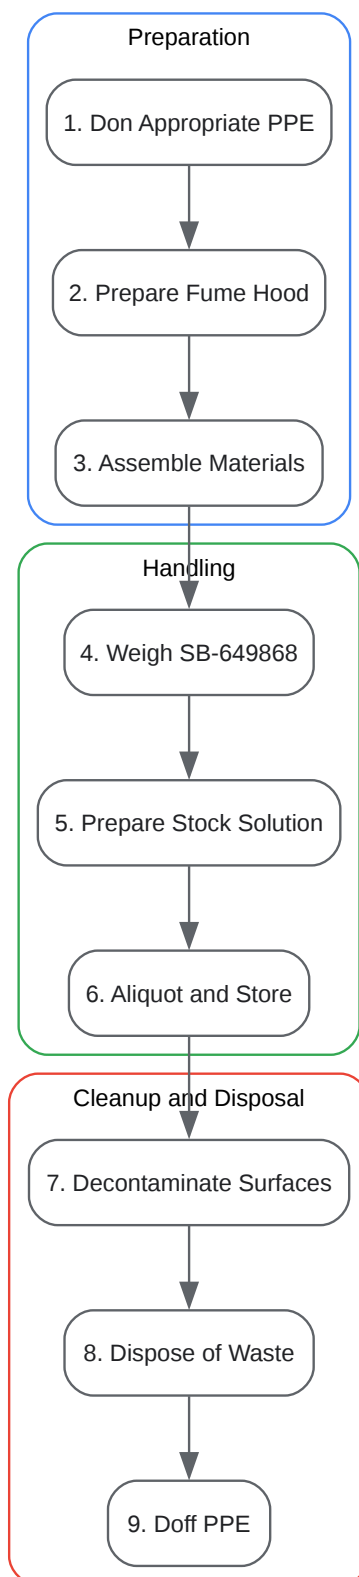 Preparation
1. Don Appropriate PPE
2. Prepare Fume Hood
3. Assemble Materials
Handling
4. Weigh SB-649868
5. Prepare Stock Solution
6. Aliquot and Store
Cleanup and Disposal
7. Decontaminate Surfaces
8. Dispose of Waste
9. Doff PPE